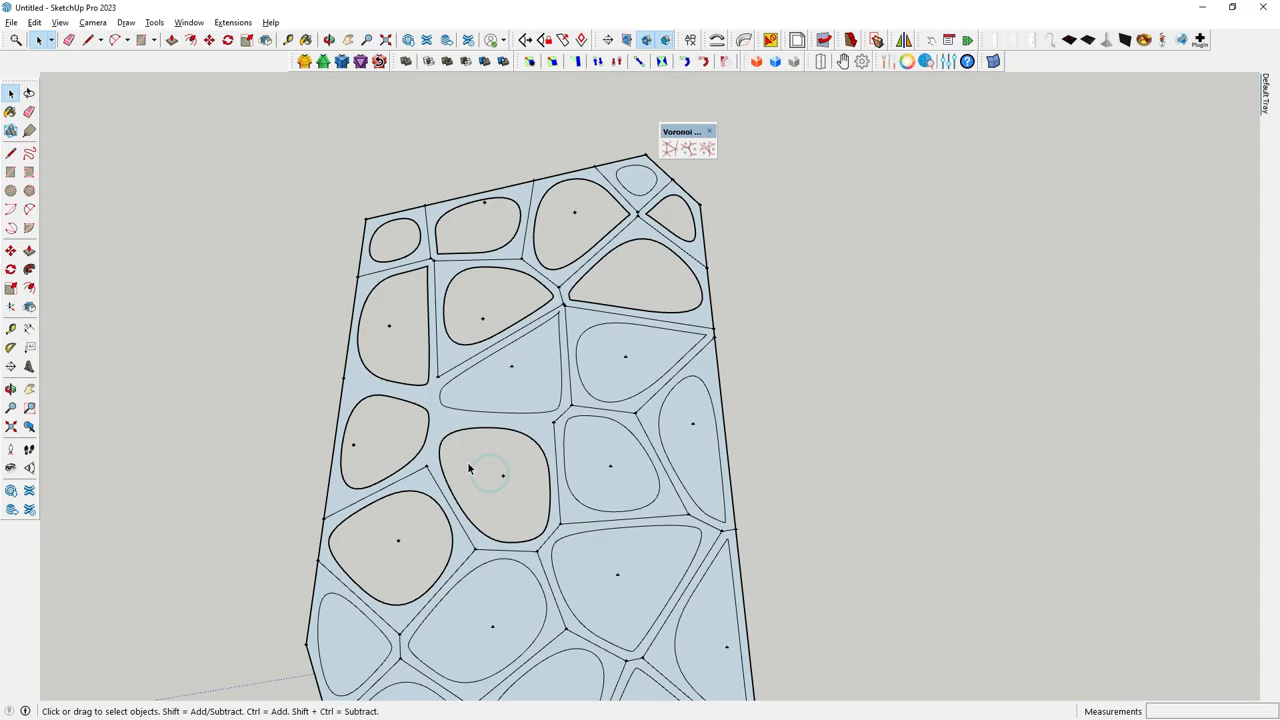 Untitled - SketchUp Pro 2023
File Edit View Camera Draw Tools Window Extensions Help
Plugin
Default Tray
Voronoi ...
Click or drag to select objects. Shift = Add/Subtract. Ctrl = Add. Shift + Ctrl = Subtract.
Measurements